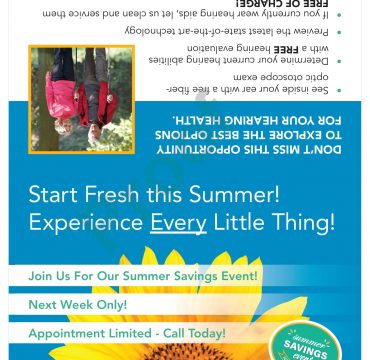 DON'T MISS THIS OPPORTUNITY
TO EXPLORE THE BEST OPTIONS
FOR YOUR HEARING HEALTH.
• See inside your ear with a free fiber-
optic otoscope exam
• Determine your current hearing abilities
with a FREE hearing evaluation
• Preview the latest state-of-the-art technology
• If you currently wear hearing aids, let us clean and service them
FREE OF CHARGE!
Start Fresh this Summer!
Experience Every Little Thing!
Join Us For Our Summer Savings Event!
Next Week Only!
Appointment Limited - Call Today!
summer
SAVINGS
event